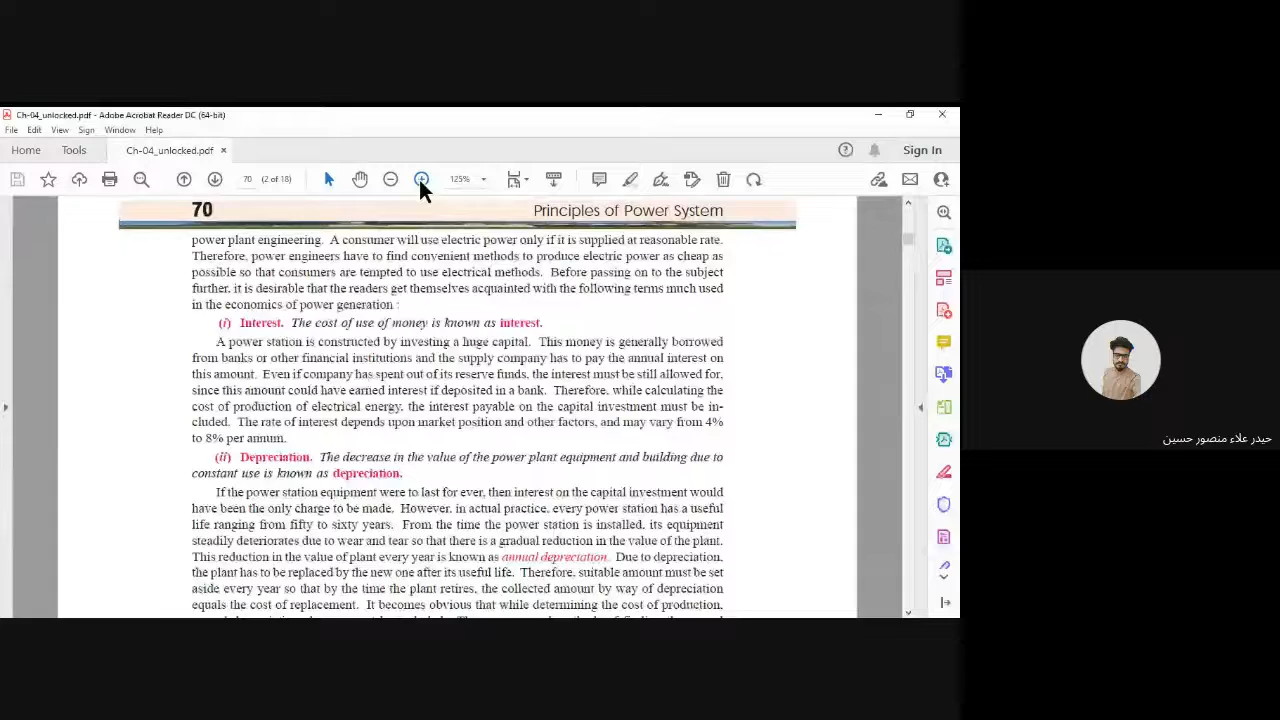 Ch-04_unlocked.pdf - Adobe Acrobat Reader DC (64-bit)
File Edit View Sign Window Help
Home Tools Ch-04_unlocked.pdf × Sign In
70 (2 of 18) 125%
70 Principles of Power System
power plant engineering. A consumer will use electric power only if it is supplied at reasonable rate.
Therefore, power engineers have to find convenient methods to produce electric power as cheap as
possible so that consumers are tempted to use electrical methods. Before passing on to the subject
further, it is desirable that the readers get themselves acquainted with the following terms much used
in the economics of power generation :
(i) Interest. The cost of use of money is known as interest.
A power station is constructed by investing a huge capital. This money is generally borrowed
from banks or other financial institutions and the supply company has to pay the annual interest on
this amount. Even if company has spent out of its reserve funds, the interest must be still allowed for,
since this amount could have earned interest if deposited in a bank. Therefore, while calculating the
cost of production of electrical energy, the interest payable on the capital investment must be in-
cluded. The rate of interest depends upon market position and other factors, and may vary from 4%
to 8% per annum.
(ii) Depreciation. The decrease in the value of the power plant equipment and building due to
constant use is known as depreciation.
If the power station equipment were to last for ever, then interest on the capital investment would
have been the only charge to be made. However, in actual practice, every power station has a useful
life ranging from fifty to sixty years. From the time the power station is installed, its equipment
steadily deteriorates due to wear and tear so that there is a gradual reduction in the value of the plant.
This reduction in the value of plant every year is known as annual depreciation. Due to depreciation,
the plant has to be replaced by the new one after its useful life. Therefore, suitable amount must be set
aside every year so that by the time the plant retires, the collected amount by way of depreciation
equals the cost of replacement. It becomes obvious that while determining the cost of production,
حيدر علاء منصور حسين